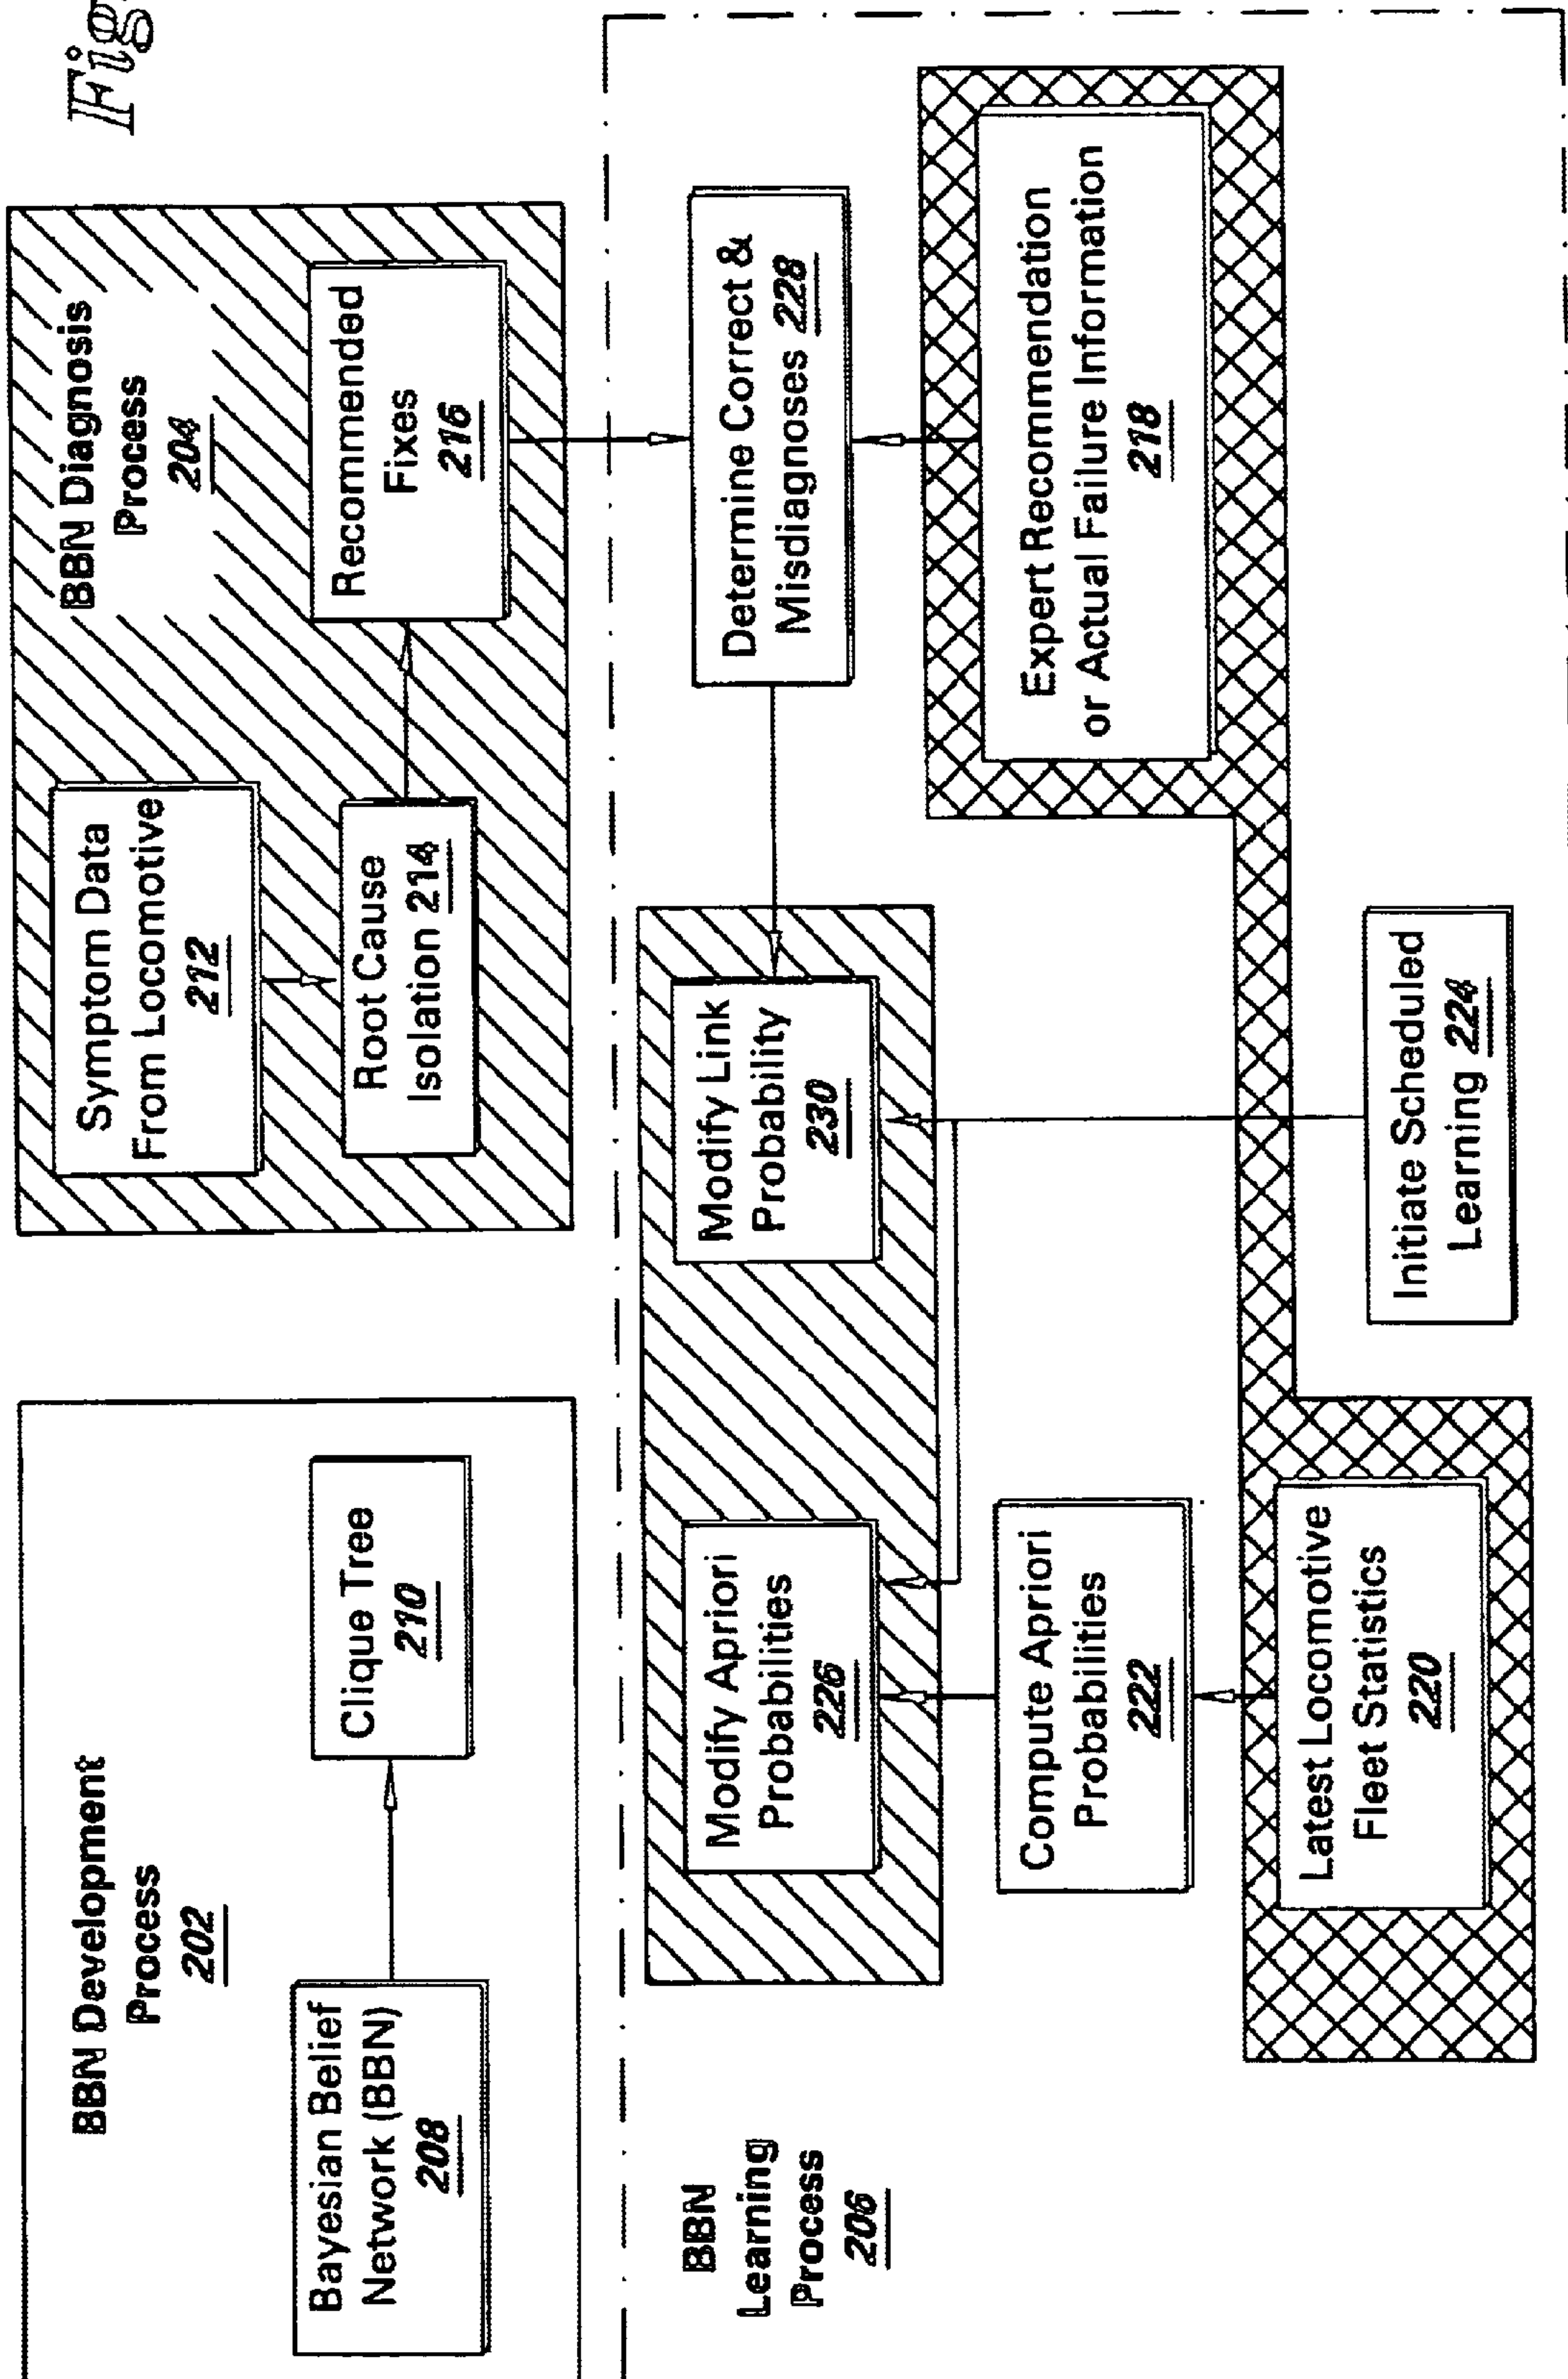 Fig
BBN Development
Process
202
Bayesian Belief
Network (BBN)
208
Clique Tree
210
BBN Diagnosis
Process
204
Symptom Data
From Locomotive
212
Root Cause
Isolation 214
Recommended
Fixes
216
BBN
Learning
Process
206
Modify Apriori
Probabilities
226
Modify Link
Probability
230
Determine Correct &
Misdiagnoses 228
Compute Apriori
Probabilities
222
Expert Recommendation
or Actual Failure Information
218
Latest Locomotive
Fleet Statistics
220
Initiate Scheduled
Learning 224